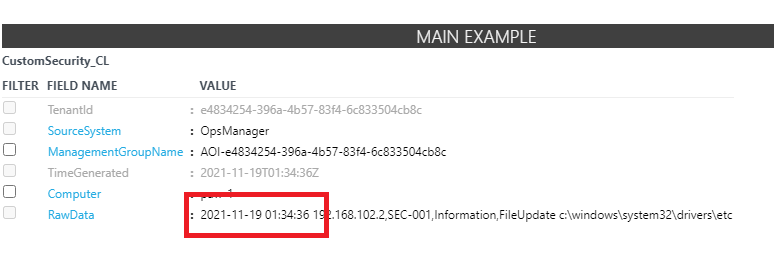 MAIN EXAMPLE
CustomSecurity_CL
FILTER FIELD NAME VALUE
TenantId : e4834254-396a-4b57-83f4-6c833504cb8c
SourceSystem : OpsManager
ManagementGroupName : AOI-e4834254-396a-4b57-83f4-6c833504cb8c
TimeGenerated : 2021-11-19T01:34:36Z
Computer :
RawData : 2021-11-19 01:34:36 192.168.102.2,SEC-001,Information,FileUpdate c:\windows\system32\drivers\etc